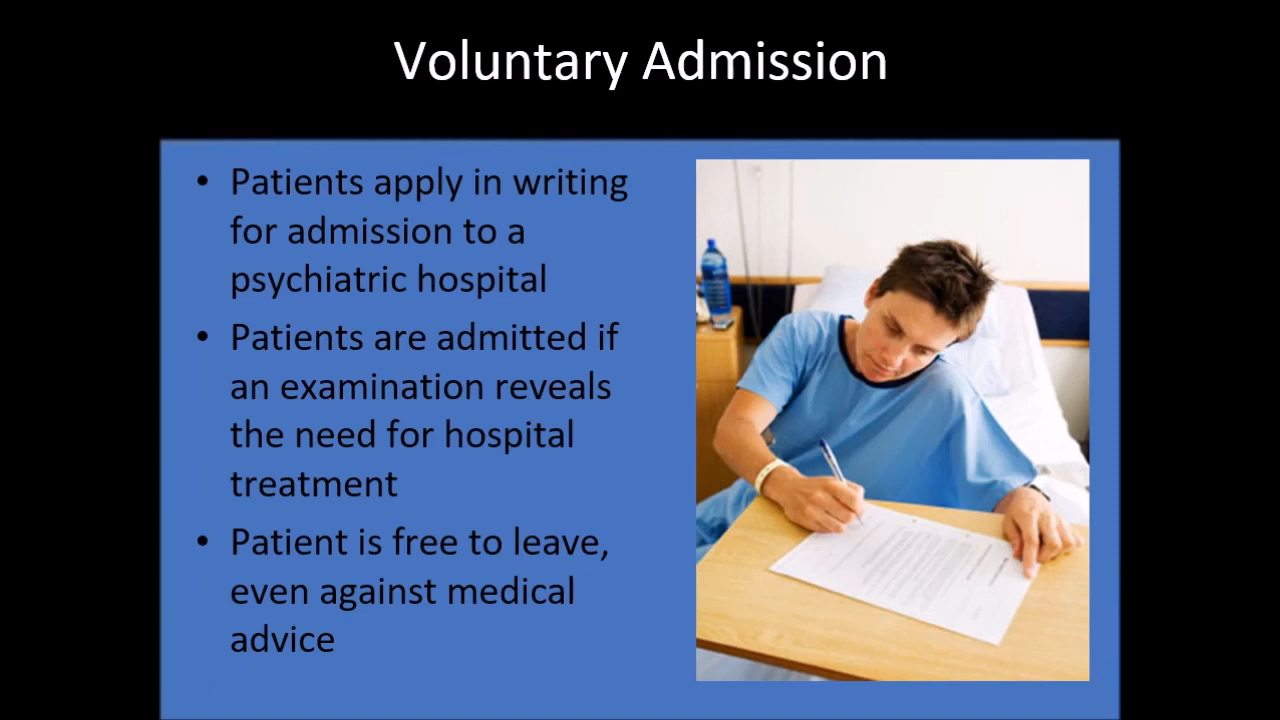 Voluntary Admission
• Patients apply in writing
for admission to a
psychiatric hospital
• Patients are admitted if
an examination reveals
the need for hospital
treatment
• Patient is free to leave,
even against medical
advice